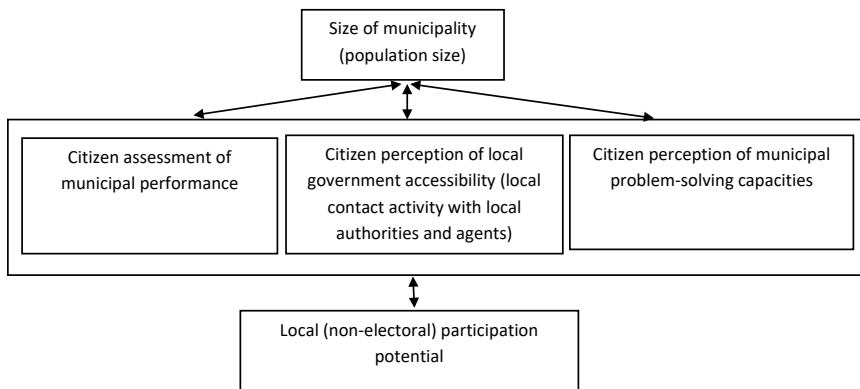 Size of municipality
(population size)
Citizen assessment of
municipal performance
Citizen perception of local
government accessibility (local
contact activity with local
authorities and agents)
Citizen perception of municipal
problem-solving capacities
Local (non-electoral) participation
potential